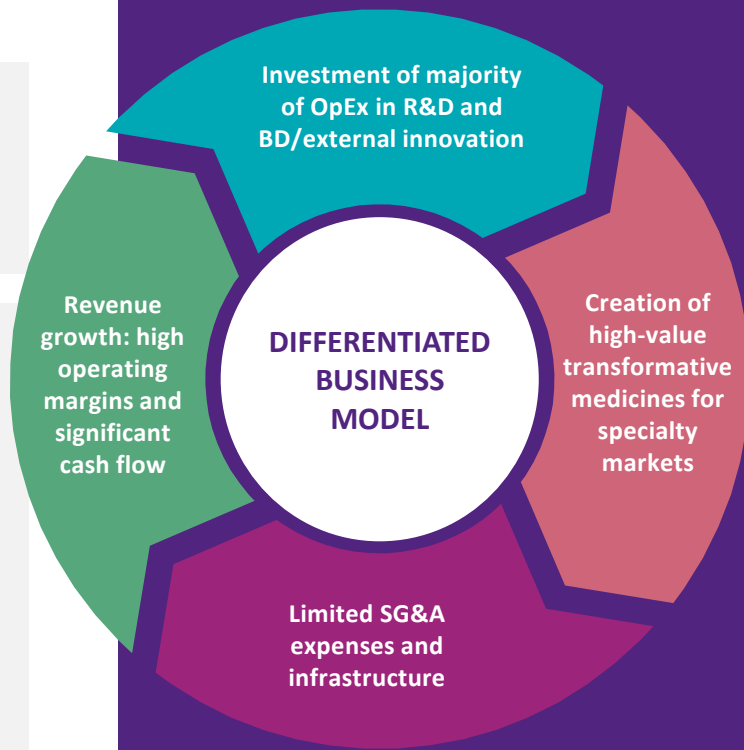 Investment of majority
of OpEx in R&D and
BD/external innovation
Creation of
high-value
transformative
medicines for
specialty
markets
Limited SG&A
expenses and
infrastructure
Revenue
growth: high
operating
margins and
significant
cash flow
DIFFERENTIATED
BUSINESS
MODEL